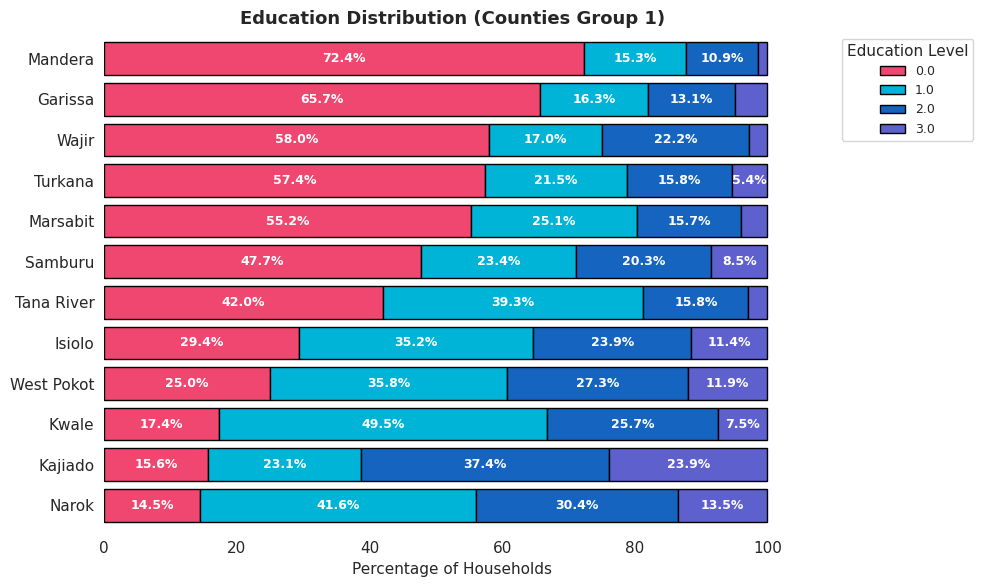 Education Distribution (Counties Group 1)
Education Level
0.0
1.0
2.0
3.0
Mandera 72.4% 15.3% 10.9%
Garissa 65.7% 16.3% 13.1%
Wajir 58.0% 17.0% 22.2%
Turkana 57.4% 21.5% 15.8% 5.4%
Marsabit 55.2% 25.1% 15.7%
Samburu 47.7% 23.4% 20.3% 8.5%
Tana River 42.0% 39.3% 15.8%
Isiolo 29.4% 35.2% 23.9% 11.4%
West Pokot 25.0% 35.8% 27.3% 11.9%
Kwale 17.4% 49.5% 25.7% 7.5%
Kajiado 15.6% 23.1% 37.4% 23.9%
Narok 14.5% 41.6% 30.4% 13.5%
0 20 40 60 80 100
Percentage of Households